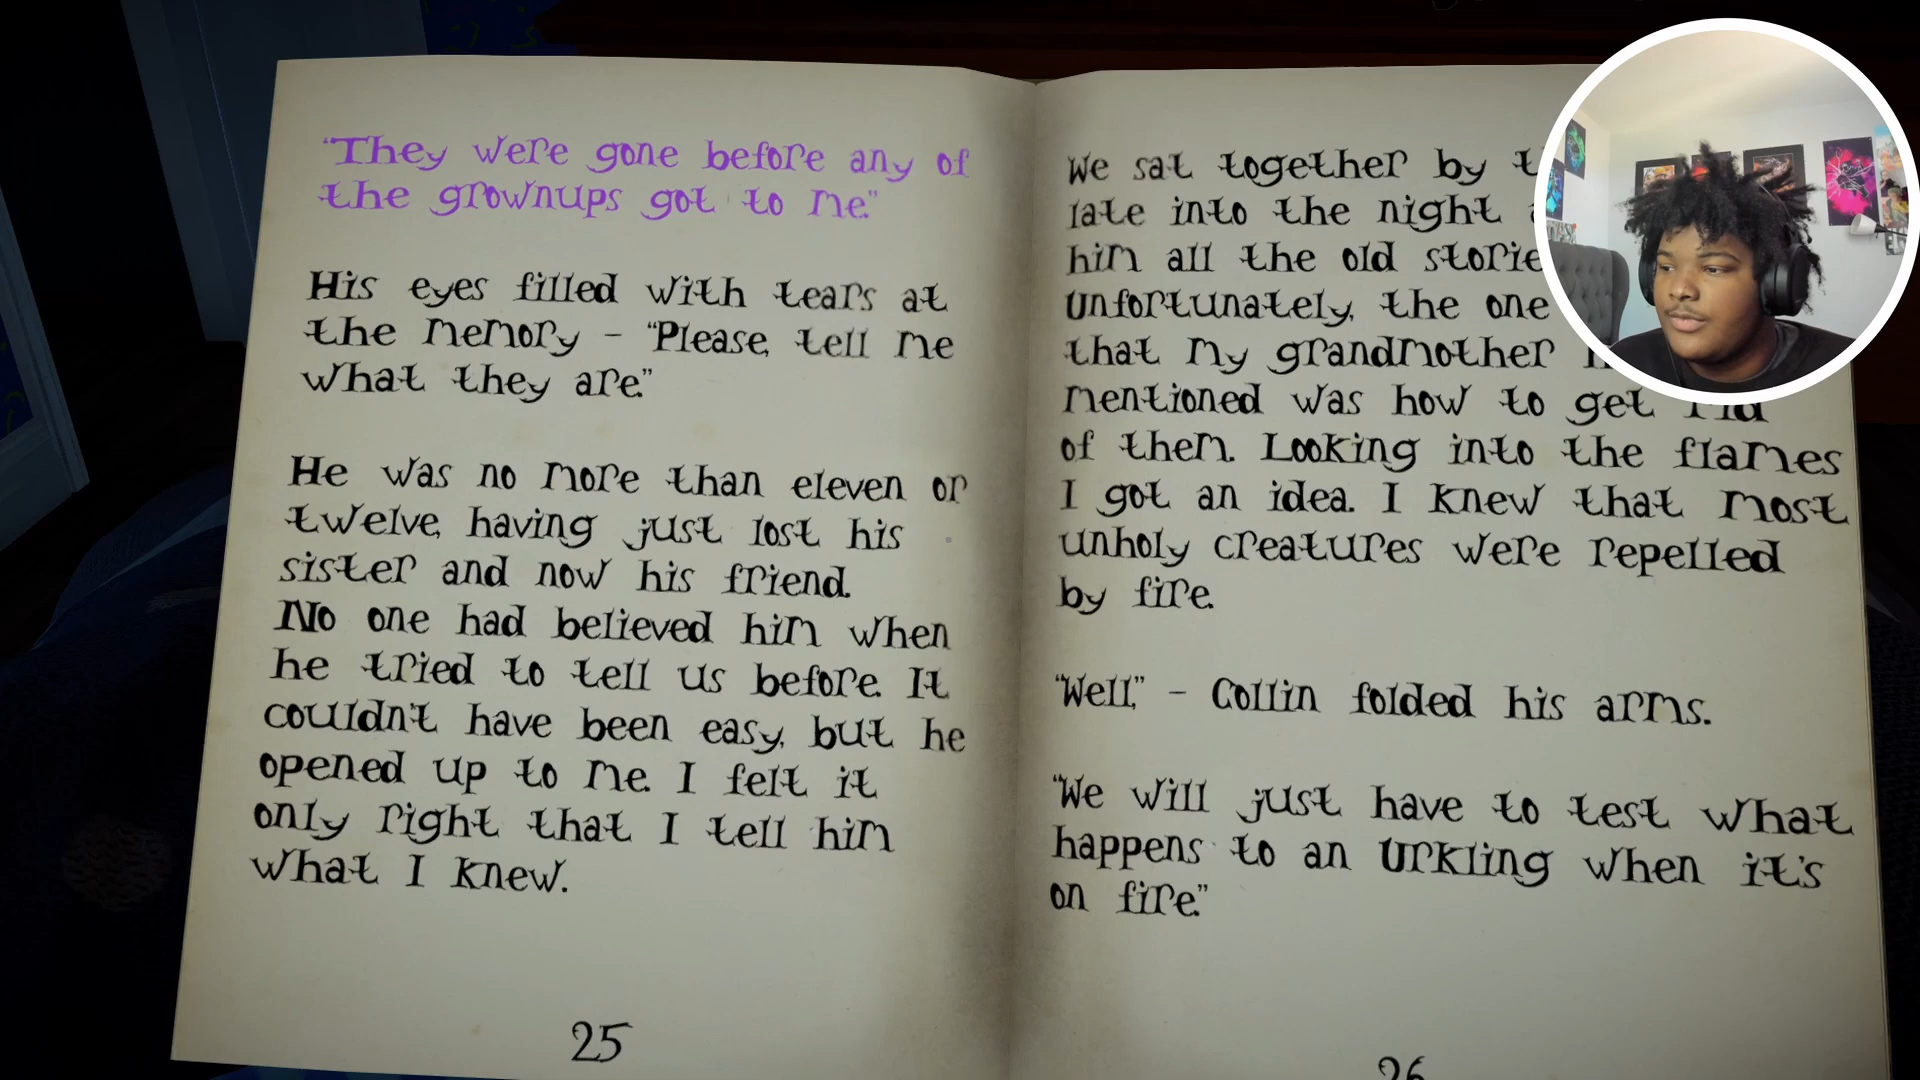 "They were gone before any of
the grownups got to me."
His eyes filled with tears at
the memory - "Please, tell me
what they are."
He was no more than eleven or
twelve, having just lost his
sister and now his friend.
No one had believed him when
he tried to tell us before. It
couldn't have been easy, but he
opened up to me. I felt it
only right that I tell him
what I knew.
25
We sat together by
late into the night
him all the old
Unfortunately, the one
that my grandmother
mentioned was how to get
of them. Looking into the flames
I got an idea. I knew that most
unholy creatures were repelled
by fire.
"Well," - Collin folded his arms.
"We will just have to test what
happens to an Urkling when it's
on fire."
26